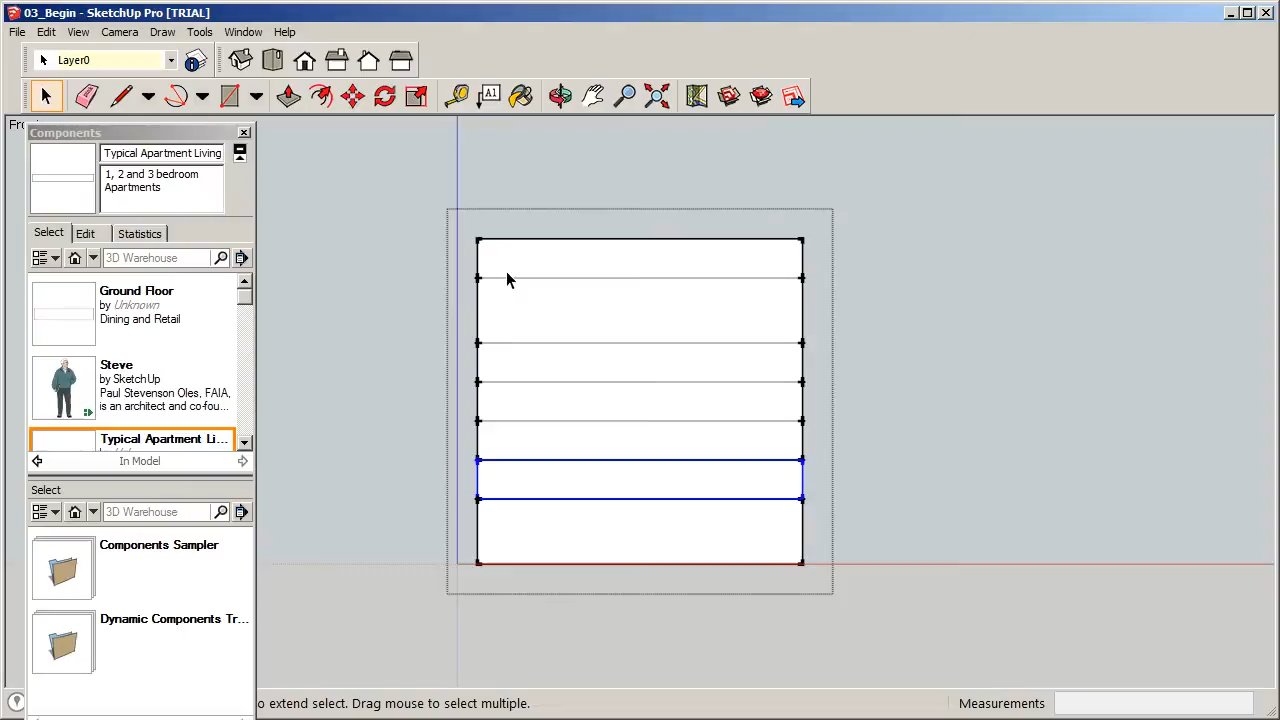 03_Begin - SketchUp Pro [TRIAL]
File Edit View Camera Draw Tools Window Help
Layer0
A1
Components
Typical Apartment Living
1, 2 and 3 bedroom
Apartments
Select Edit Statistics
3D Warehouse
Ground Floor
by Unknown
Dining and Retail
Steve
by SketchUp
Paul Stevenson Oles, FAIA,
is an architect and co-fou...
Typical Apartment Li...
In Model
Select
3D Warehouse
Components Sampler
Dynamic Components Tr...
o extend select. Drag mouse to select multiple.
Measurements